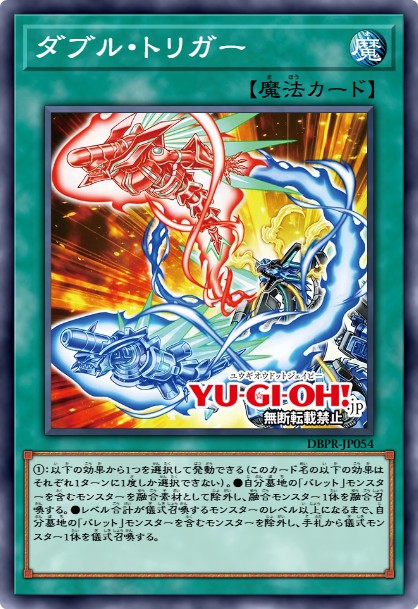 ダブル・トリガー
魔
【魔法カード】
ユウギオウドットジェイピー
YU-GI-OH!.jp
無断転載禁止
DBPR-JP054
①:以下の効果から1つを選択して発動できる(このカード名の以下の効果は
それぞれ1ターンに1度しか選択できない)。●自分墓地の「バレット」モンスタ
ーを含むモンスターを融合素材として除外し、融合モンスター1体を融合召
喚する。●レベル合計が儀式召喚するモンスターのレベル以上になるまで、自
分墓地の「バレット」モンスターを含むモンスターを除外し、手札から儀式モン
スター1体を儀式召喚する。